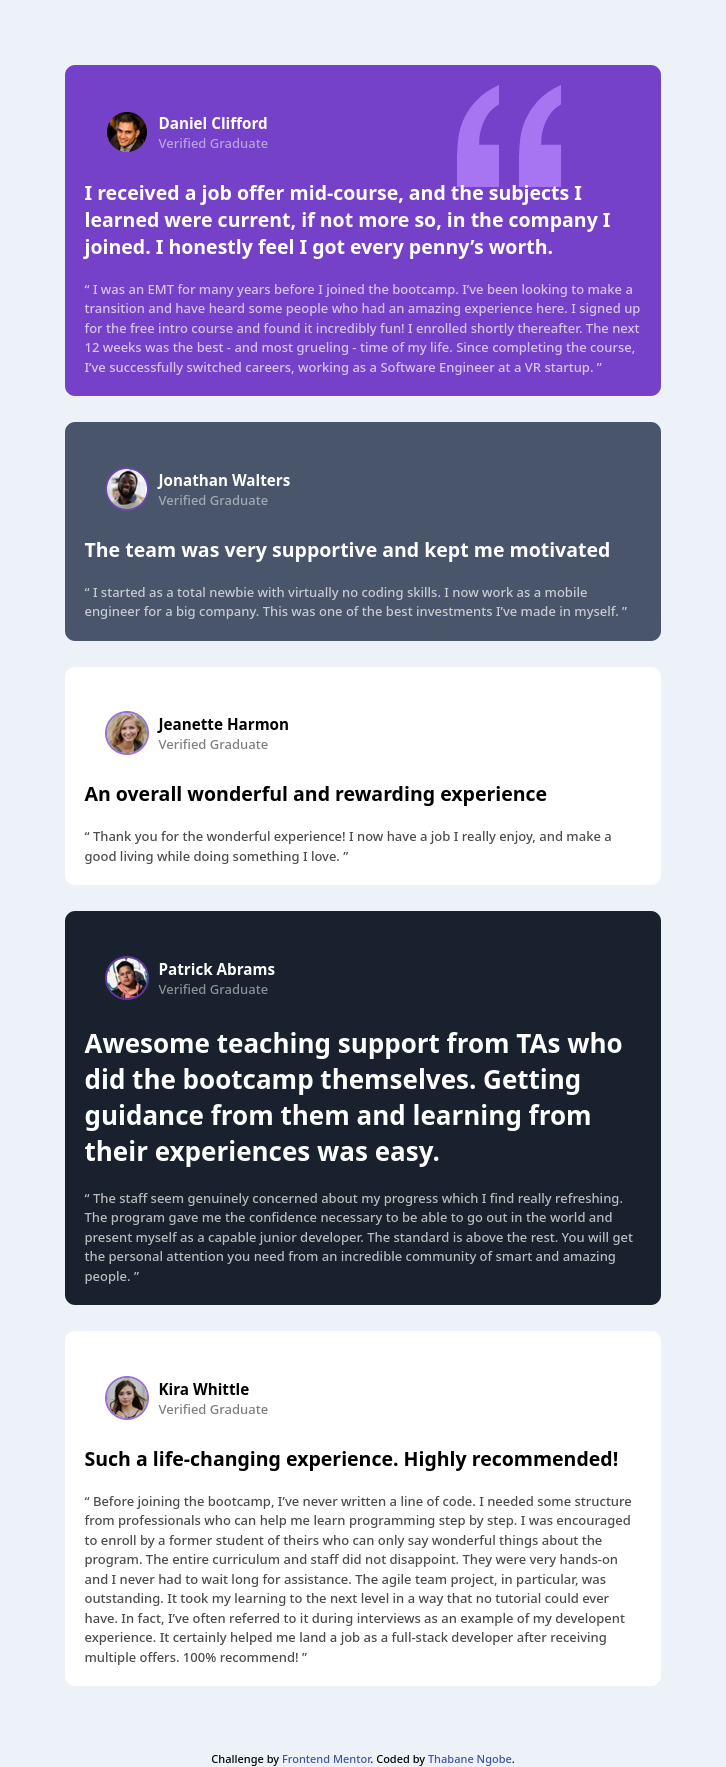 Daniel Clifford
Verified Graduate
I received a job offer mid-course, and the subjects I
learned were current, if not more so, in the company I
joined. I honestly feel I got every penny’s worth.
“ I was an EMT for many years before I joined the bootcamp. I’ve been looking to make a
transition and have heard some people who had an amazing experience here. I signed up
for the free intro course and found it incredibly fun! I enrolled shortly thereafter. The next
12 weeks was the best - and most grueling - time of my life. Since completing the course,
I’ve successfully switched careers, working as a Software Engineer at a VR startup. ”
Jonathan Walters
Verified Graduate
The team was very supportive and kept me motivated
“ I started as a total newbie with virtually no coding skills. I now work as a mobile
engineer for a big company. This was one of the best investments I’ve made in myself. ”
Jeanette Harmon
Verified Graduate
An overall wonderful and rewarding experience
“ Thank you for the wonderful experience! I now have a job I really enjoy, and make a
good living while doing something I love. ”
Patrick Abrams
Verified Graduate
Awesome teaching support from TAs who
did the bootcamp themselves. Getting
guidance from them and learning from
their experiences was easy.
“ The staff seem genuinely concerned about my progress which I find really refreshing.
The program gave me the confidence necessary to be able to go out in the world and
present myself as a capable junior developer. The standard is above the rest. You will get
the personal attention you need from an incredible community of smart and amazing
people. ”
Kira Whittle
Verified Graduate
Such a life-changing experience. Highly recommended!
“ Before joining the bootcamp, I’ve never written a line of code. I needed some structure
from professionals who can help me learn programming step by step. I was encouraged
to enroll by a former student of theirs who can only say wonderful things about the
program. The entire curriculum and staff did not disappoint. They were very hands-on
and I never had to wait long for assistance. The agile team project, in particular, was
outstanding. It took my learning to the next level in a way that no tutorial could ever
have. In fact, I’ve often referred to it during interviews as an example of my developent
experience. It certainly helped me land a job as a full-stack developer after receiving
multiple offers. 100% recommend! ”
Challenge by Frontend Mentor. Coded by Thabane Ngobe.